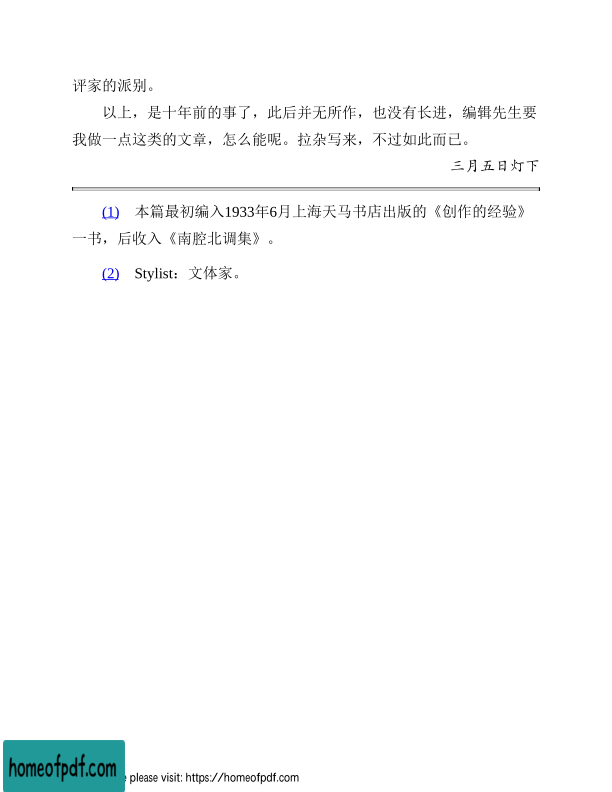 评家的派别。
以上，是十年前的事了，此后并无所作，也没有长进，编辑先生要
我做一点这类的文章，怎么能呢。拉杂写来，不过如此而已。
三月五日灯下
(1) 本篇最初编入1933年6月上海天马书店出版的《创作的经验》
一书，后收入《南腔北调集》。
(2) Stylist：文体家。
homeofpdf.com
please visit: https://homeofpdf.com